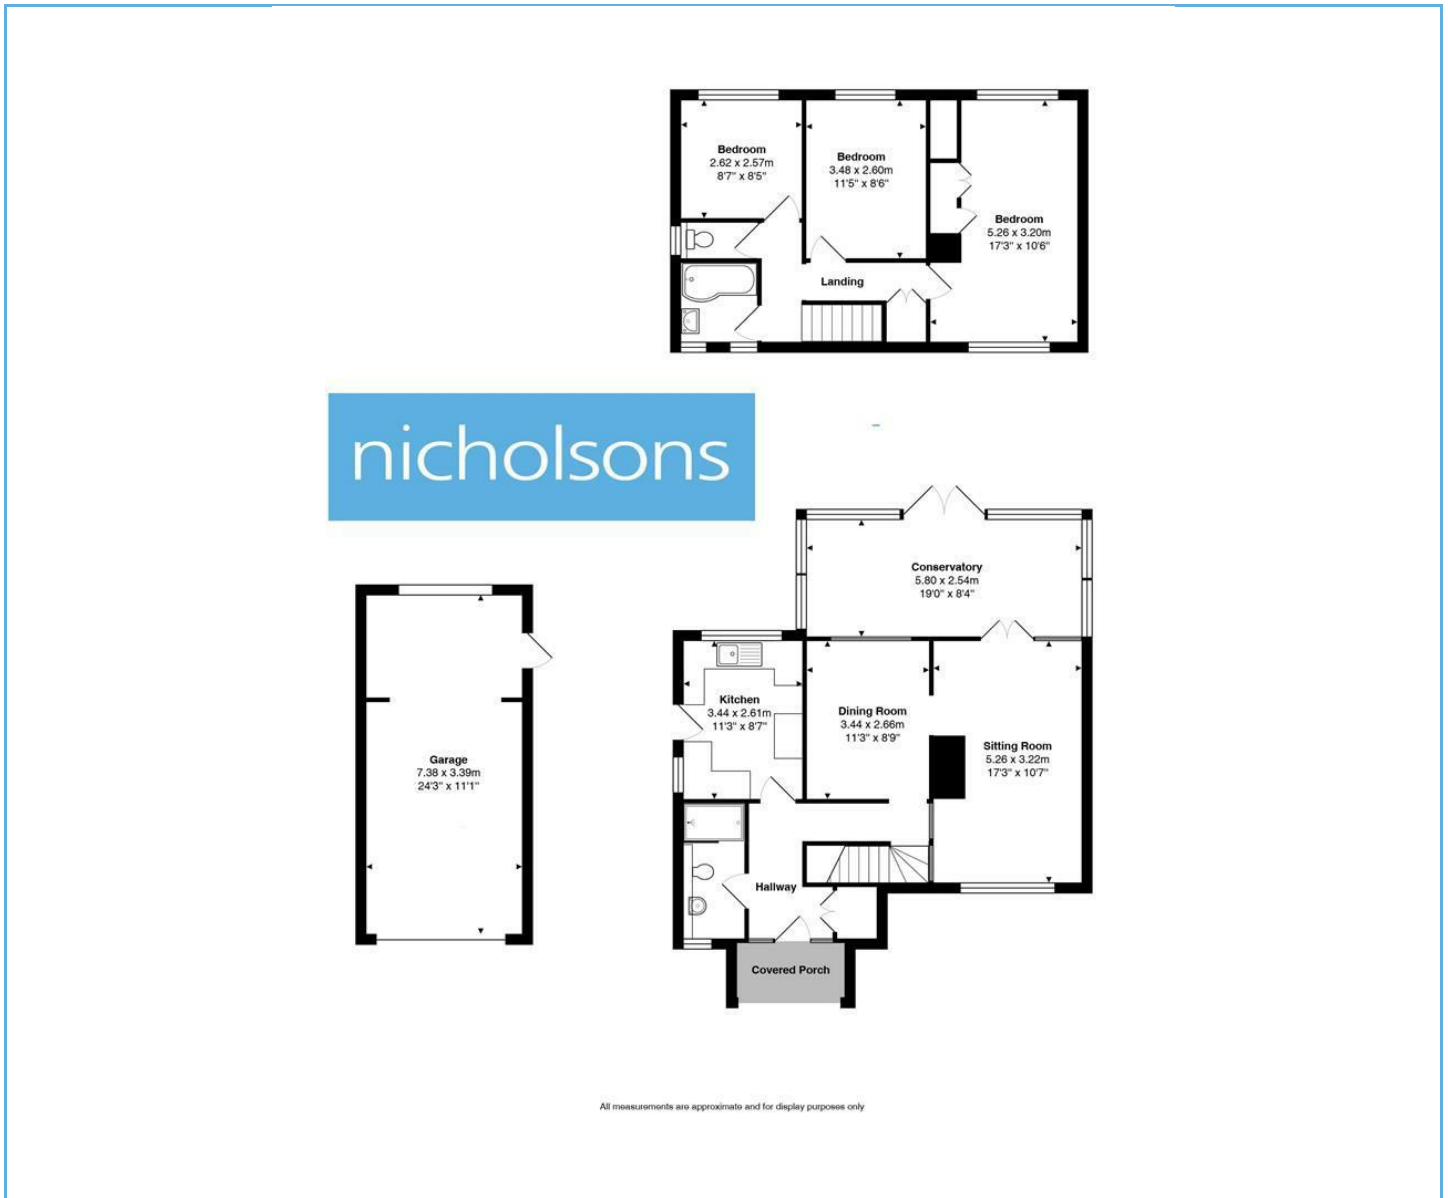 Bedroom
2.62 x 2.57m
8'7" x 8'5"
Bedroom
3.48 x 2.60m
11'5" x 8'6"
Bedroom
5.26 x 3.20m
17'3" x 10'6"
Landing
nicholsons
Conservatory
5.80 x 2.54m
19'0" x 8'4"
Kitchen
3.44 x 2.61m
11'3" x 8'7"
Dining Room
3.44 x 2.66m
11'3" x 8'9"
Sitting Room
5.26 x 3.22m
17'3" x 10'7"
Garage
7.38 x 3.39m
24'3" x 11'1"
Hallway
Covered Porch
All measurements are approximate and for display purposes only